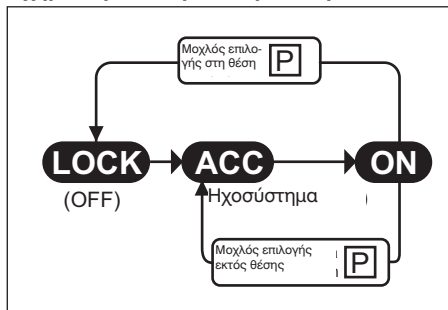 Μοχλός επιλο-
γής στη θέση P
LOCK ACC ON
(OFF) Ηχοσύστημα )
Μοχλός επιλογής
εκτός θέσης P